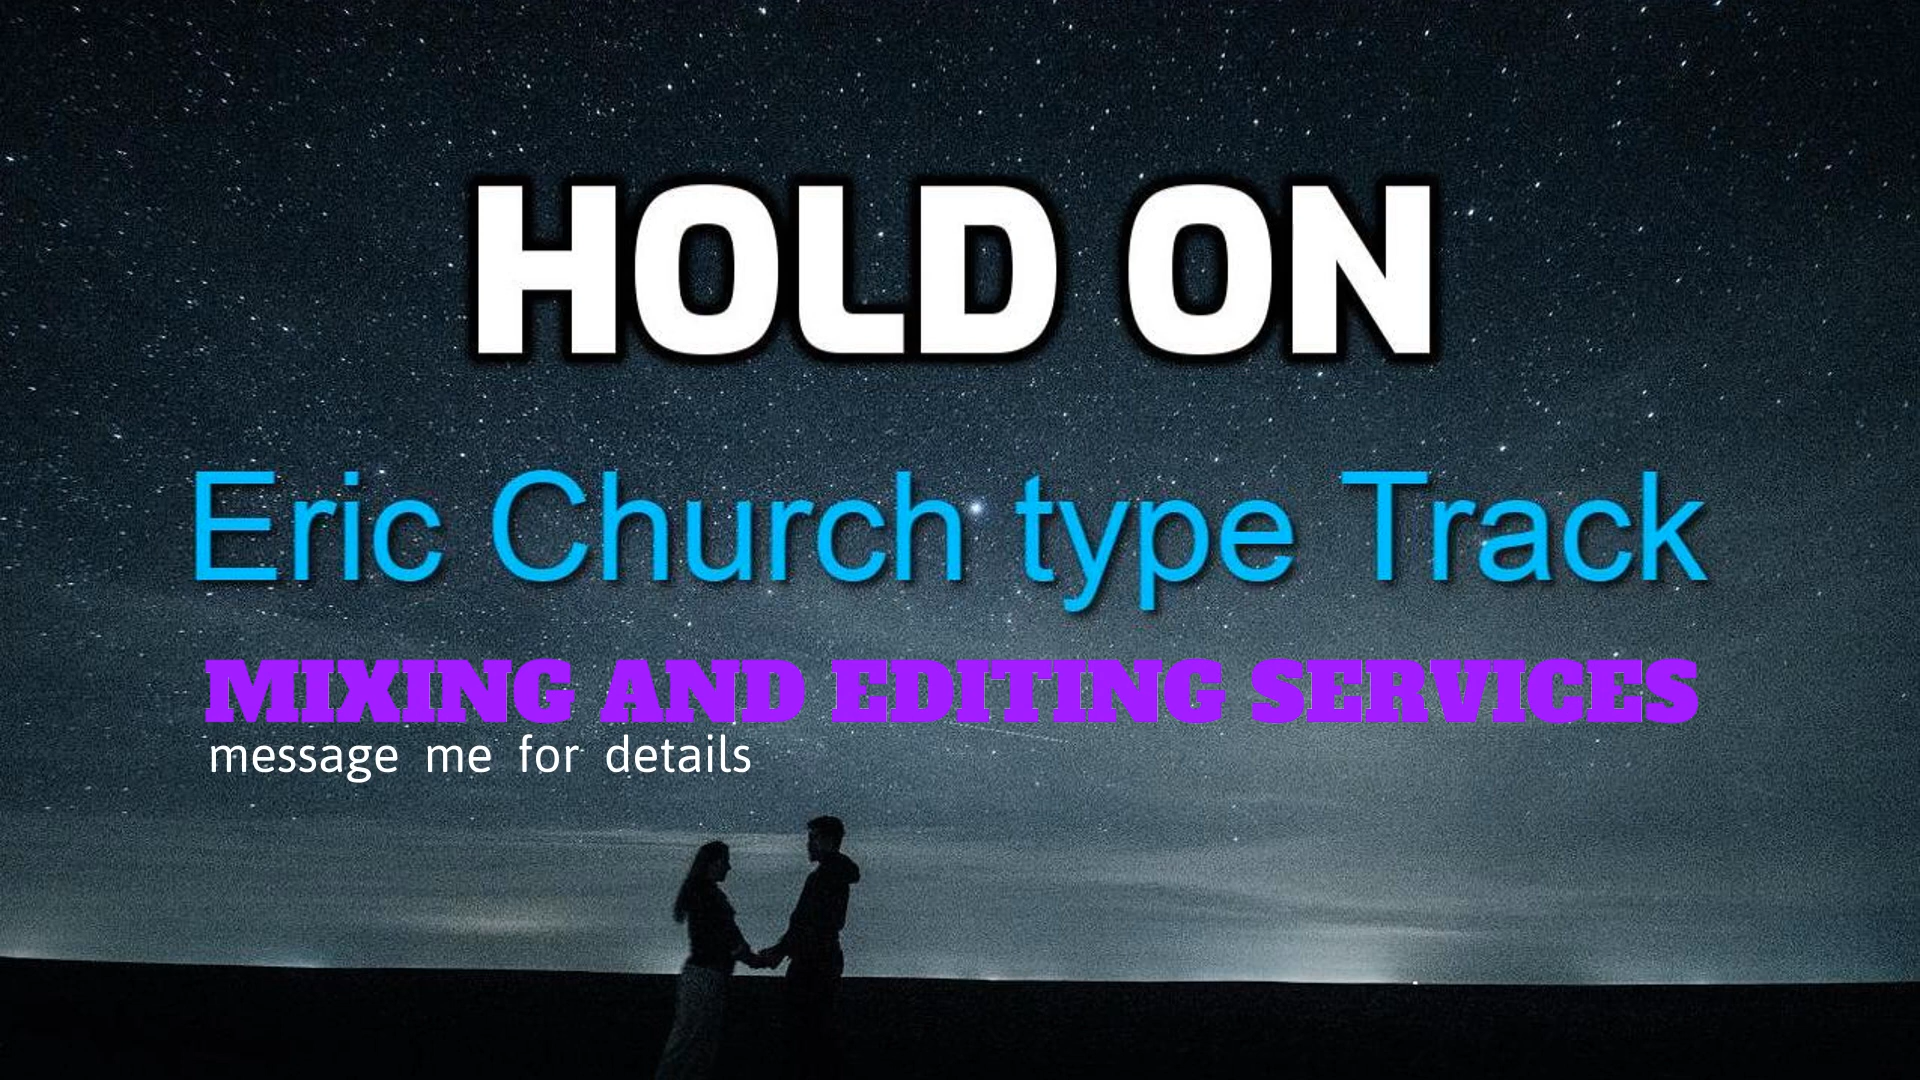 HOLD ON
Eric Church type Track
MIXING AND EDITING SERVICES
message me for details